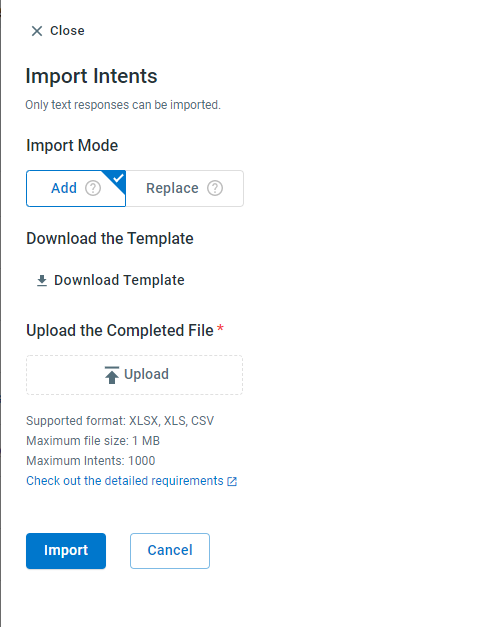 Close
Import Intents
Only text responses can be imported.
Import Mode
Add ? Replace ?
Download the Template
Download Template
Upload the Completed File *
Upload
Supported format: XLSX, XLS, CSV
Maximum file size: 1 MB
Maximum Intents: 1000
Check out the detailed requirements
Import Cancel